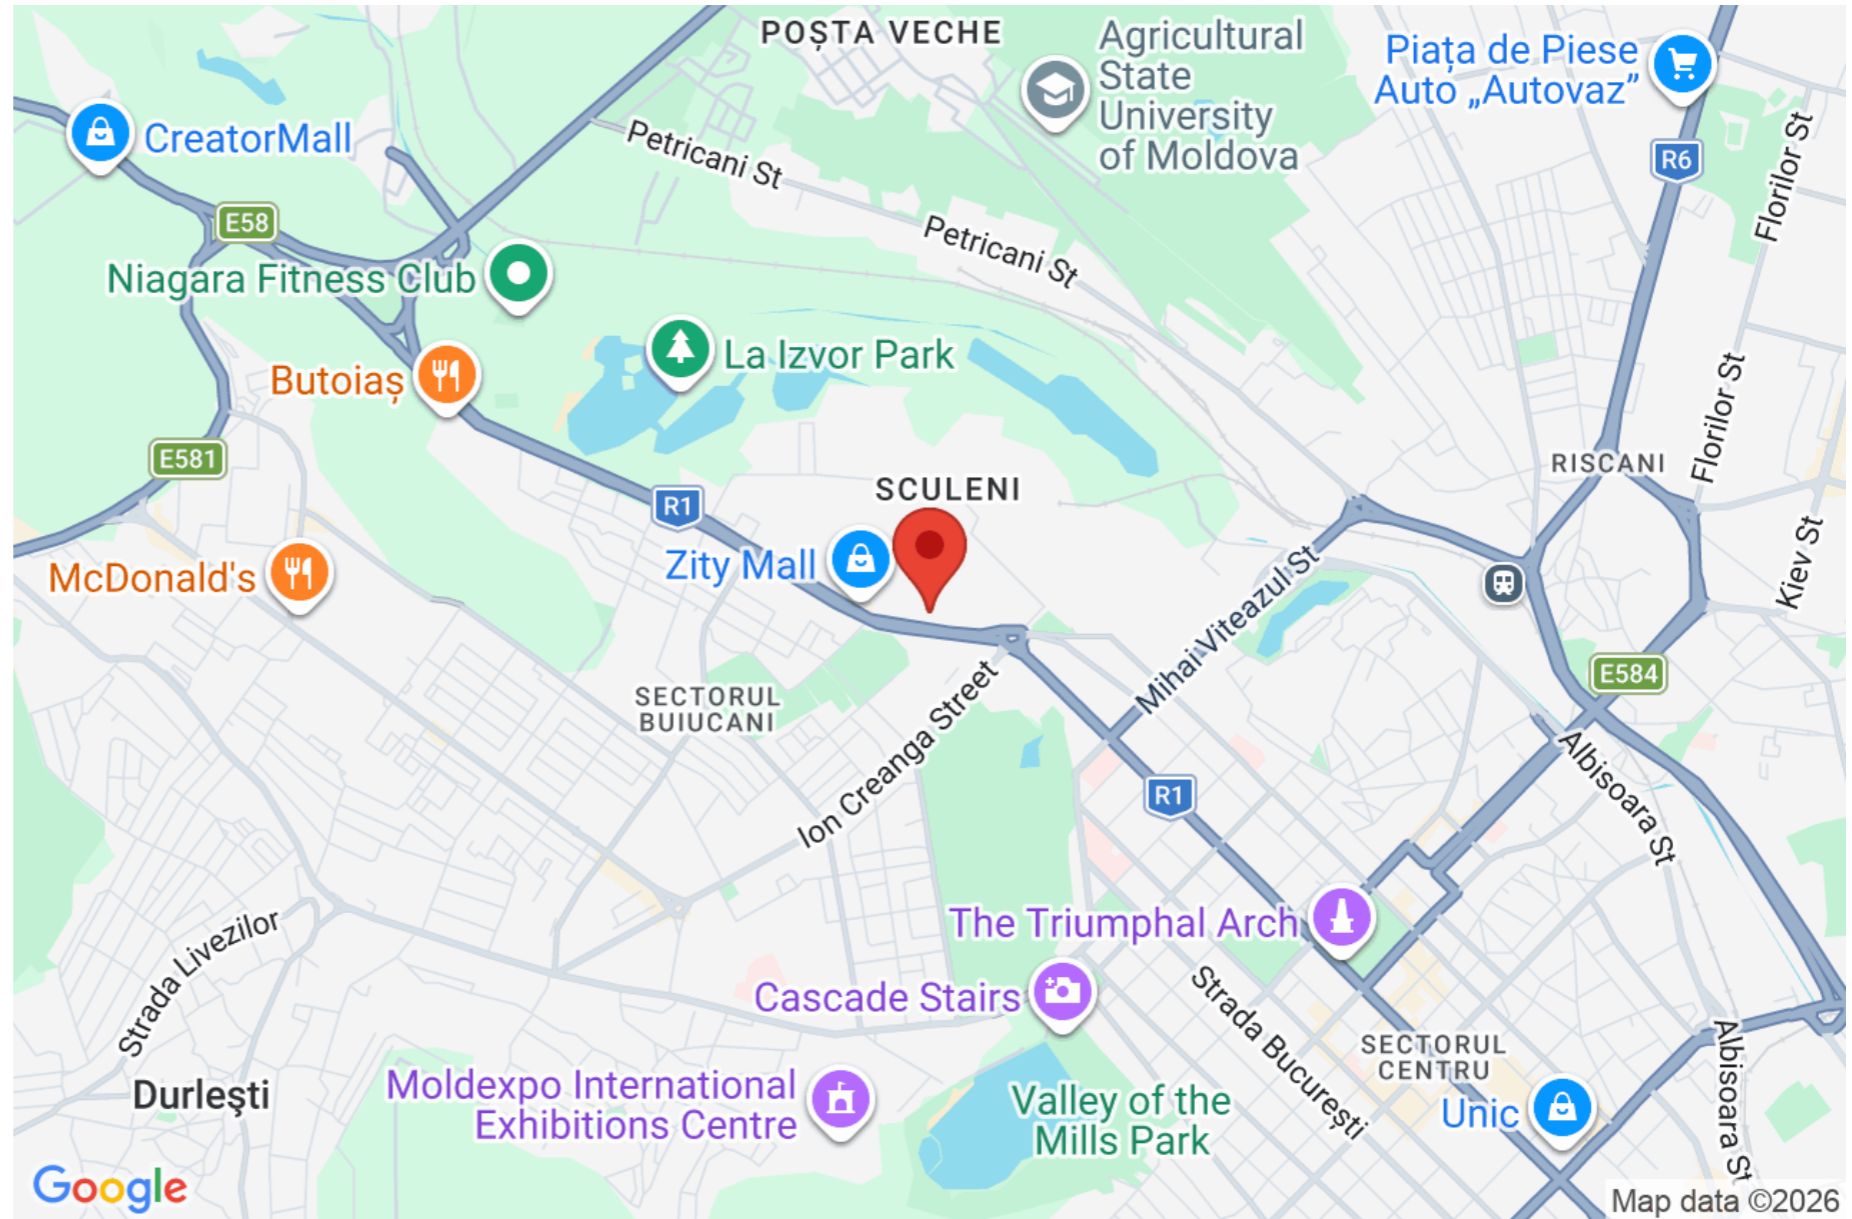 POȘTA VECHE
Agricultural
State
University
of Moldova
Piața de Piese
Auto „Autovaz”
CreatorMall
Petricani St
R6
Florilor St
E58
Petricani St
Niagara Fitness Club
La Izvor Park
Butoiaș
Florilor St
E581
RISCANI
SCULENI
R1
Zity Mall
McDonald's
Kiev St
Mihai Viteazul St
E584
SECTORUL
BUIUCANI
Ion Creanga Street
R1
Albisoara St
The Triumphal Arch
Strada Livezilor
Cascade Stairs
Strada București
SECTORUL
CENTRU
Albisoara St
Durleşti
Moldexpo International
Exhibitions Centre
Valley of the
Mills Park
Unic
Google
Map data ©2026